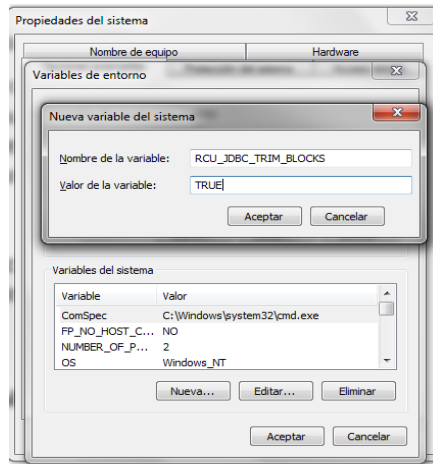 Propiedades del sistema
Nombre de equipo Hardware
Variables de entorno
Nueva variable del sistema
Nombre de la variable: RCU_JDBC_TRIM_BLOCKS
Valor de la variable: TRUE
Aceptar Cancelar
Variables del sistema
Variable Valor
ComSpec C:\Windows\system32\cmd.exe
FP_NO_HOST_C... NO
NUMBER_OF_P... 2
OS Windows_NT
Nueva... Editar... Eliminar
Aceptar Cancelar